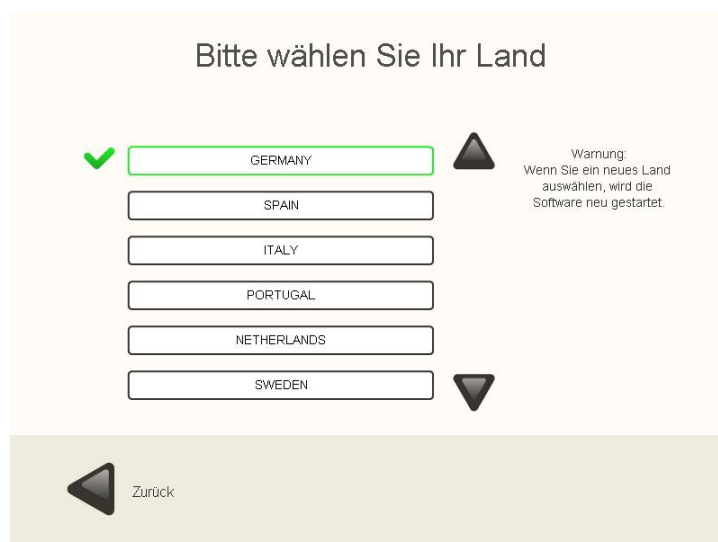 Bitte wählen Sie Ihr Land
GERMANY
SPAIN
ITALY
PORTUGAL
NETHERLANDS
SWEDEN
Warnung:
Wenn Sie ein neues Land
auswählen, wird die
Software neu gestartet.
Zurück